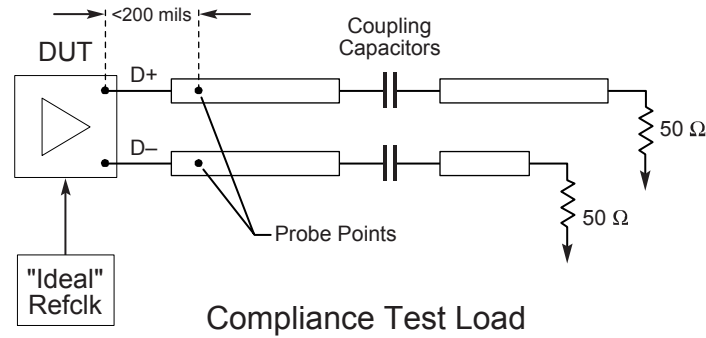 <200 mils
Coupling
Capacitors
DUT
D+
50 Ω
D–
50 Ω
Probe Points
"Ideal"
Refclk
Compliance Test Load